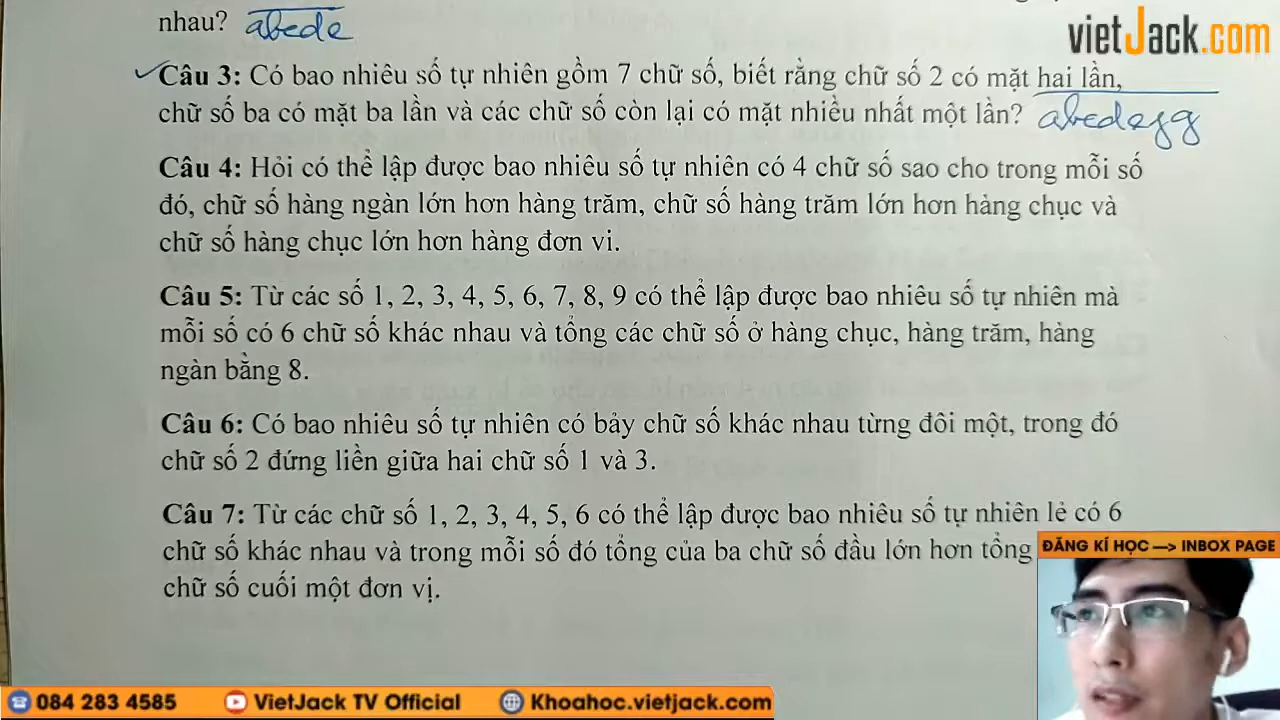 nhau? abcde
vietJack.com
Câu 3: Có bao nhiêu số tự nhiên gồm 7 chữ số, biết rằng chữ số 2 có mặt hai lần,
chữ số ba có mặt ba lần và các chữ số còn lại có mặt nhiều nhất một lần?
Câu 4: Hỏi có thể lập được bao nhiêu số tự nhiên có 4 chữ số sao cho trong mỗi số
đó, chữ số hàng ngàn lớn hơn hàng trăm, chữ số hàng trăm lớn hơn hàng chục và
chữ số hàng chục lớn hơn hàng đơn vi.
Câu 5: Từ các số 1, 2, 3, 4, 5, 6, 7, 8, 9 có thể lập được bao nhiêu số tự nhiên mà
mỗi số có 6 chữ số khác nhau và tổng các chữ số ở hàng chục, hàng trăm, hàng
ngàn bằng 8.
Câu 6: Có bao nhiêu số tự nhiên có bảy chữ số khác nhau từng đôi một, trong đó
chữ số 2 đứng liền giữa hai chữ số 1 và 3.
Câu 7: Từ các chữ số 1, 2, 3, 4, 5, 6 có thể lập được bao nhiêu số tự nhiên lẻ có 6
chữ số khác nhau và trong mỗi số đó tổng của ba chữ số đầu lớn hơn tổng
chữ số cuối một đơn vị.
ĐĂNG KÍ HỌC —> INBOX PAGE
084 283 4585 VietJack TV Official Khoahoc.vietjack.com